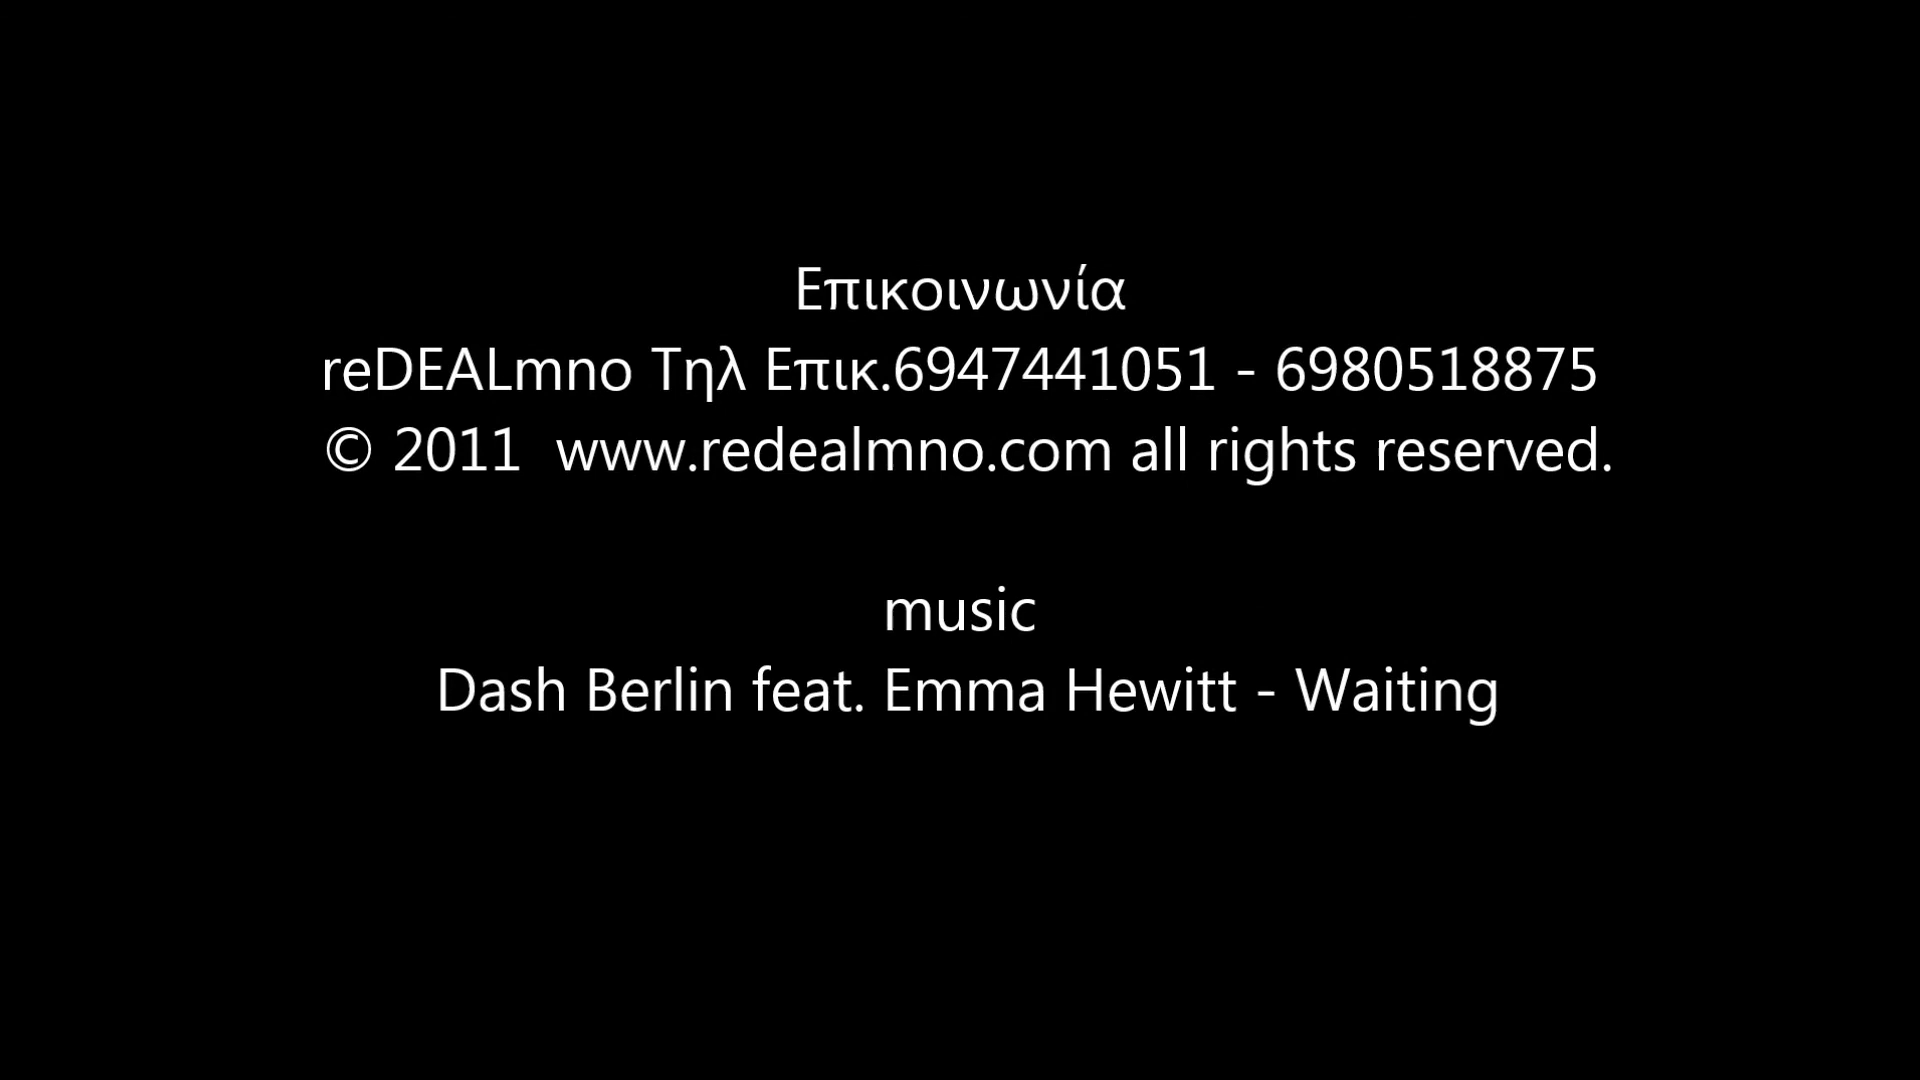 Επικοινωνία
reDEALmno Τηλ Επικ.6947441051 - 6980518875
© 2011  www.redealmno.com all rights reserved.
music
Dash Berlin feat. Emma Hewitt - Waiting